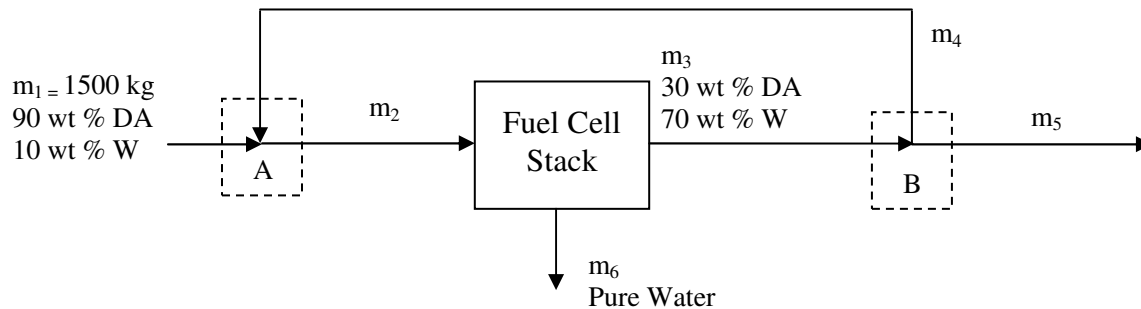 m₄
m₁ = 1500 kg
90 wt % DA
10 wt % W
A
m₂
Fuel Cell
Stack
m₃
30 wt % DA
70 wt % W
B
m₅
m₆
Pure Water